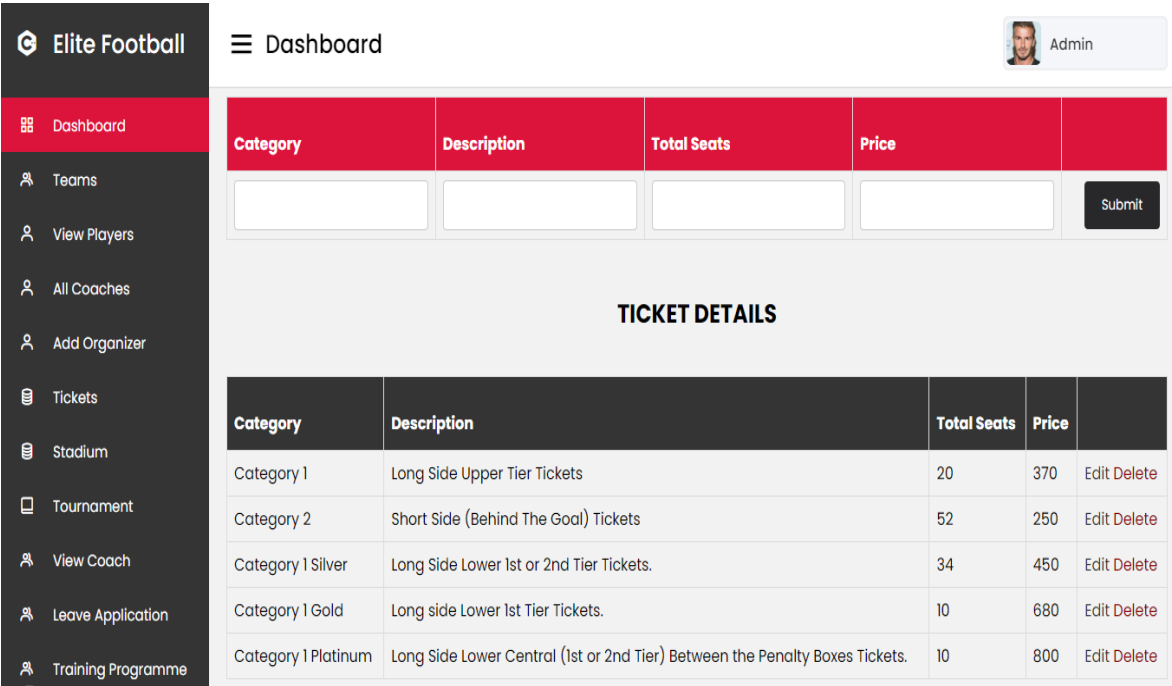 Elite Football
Dashboard
Admin
Dashboard
Teams
View Players
All Coaches
Add Organizer
Tickets
Stadium
Tournament
View Coach
Leave Application
Training Programme
Category Description Total Seats Price
Submit
TICKET DETAILS
Category Description Total Seats Price
Category 1 Long Side Upper Tier Tickets 20 370 Edit Delete
Category 2 Short Side (Behind The Goal) Tickets 52 250 Edit Delete
Category 1 Silver Long Side Lower 1st or 2nd Tier Tickets. 34 450 Edit Delete
Category 1 Gold Long side Lower 1st Tier Tickets. 10 680 Edit Delete
Category 1 Platinum Long Side Lower Central (1st or 2nd Tier) Between the Penalty Boxes Tickets. 10 800 Edit Delete